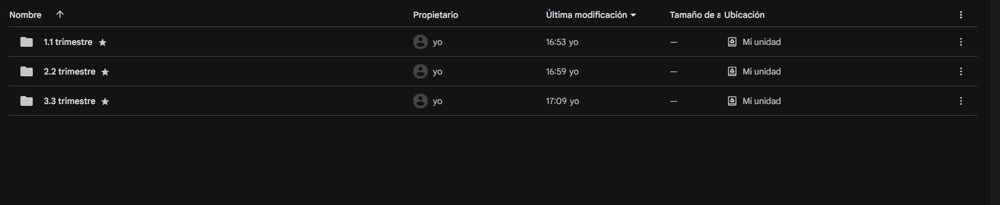 Nombre Propietario Última modificación Tamaño de a Ubicación
1.1 trimestre yo 16:53 yo — Mi unidad
2.2 trimestre yo 16:59 yo — Mi unidad
3.3 trimestre yo 17:09 yo — Mi unidad